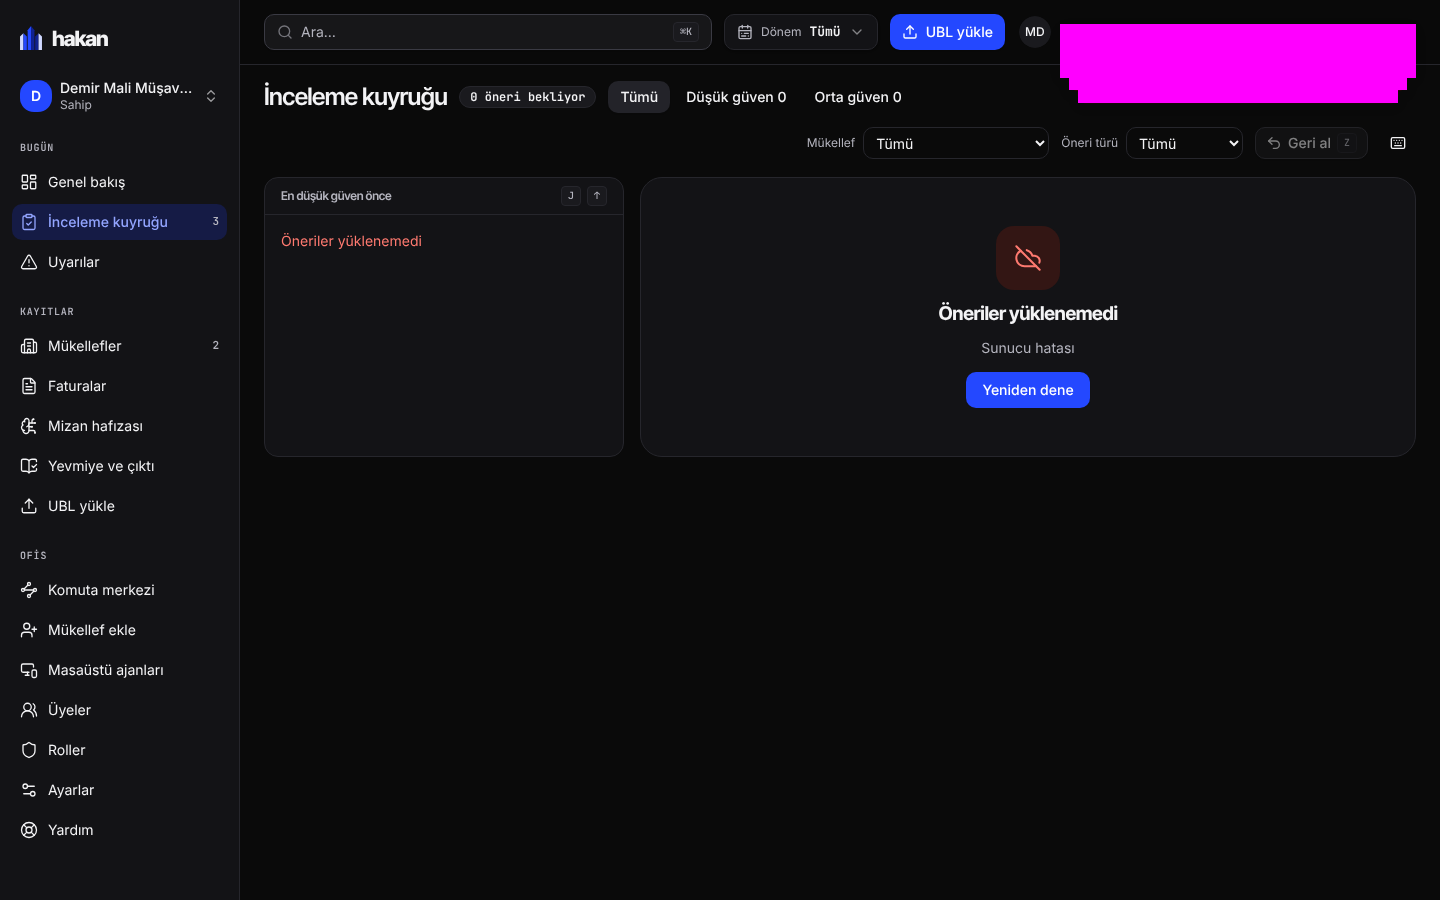 hakan
Ara...
⌘K
Dönem Tümü
UBL yükle
MD
D
Demir Mali Müşav...
Sahip
BUGÜN
Genel bakış
İnceleme kuyruğu 3
Uyarılar
KAYITLAR
Mükellefler 2
Faturalar
Mizan hafızası
Yevmiye ve çıktı
UBL yükle
OFİS
Komuta merkezi
Mükellef ekle
Masaüstü ajanları
Üyeler
Roller
Ayarlar
Yardım
İnceleme kuyruğu
0 öneri bekliyor
Tümü
Düşük güven 0
Orta güven 0
Mükellef Tümü
Öneri türü Tümü
Geri al Z
En düşük güven önce
J ↑
Öneriler yüklenemedi
Öneriler yüklenemedi
Sunucu hatası
Yeniden dene